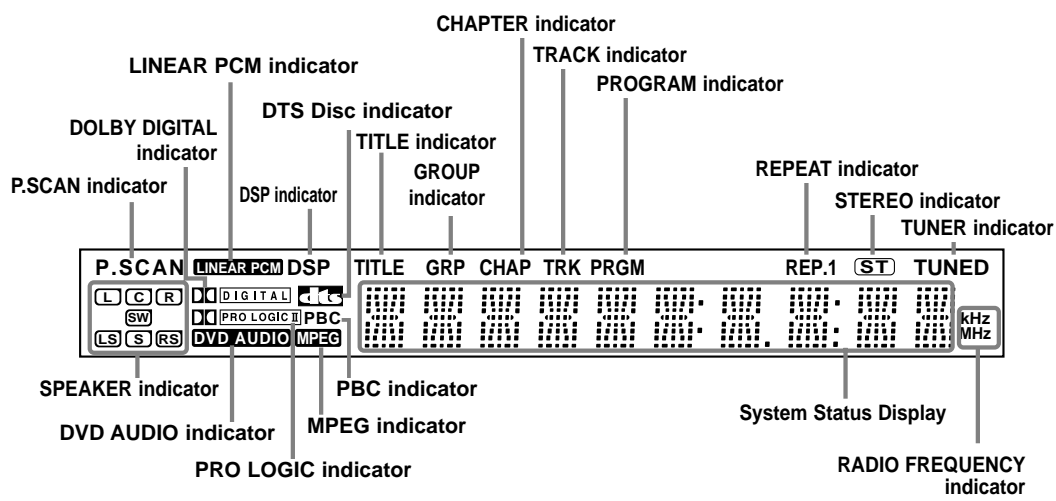 CHAPTER indicator
TRACK indicator
LINEAR PCM indicator
PROGRAM indicator
DTS Disc indicator
DOLBY DIGITAL
indicator
TITLE indicator
GROUP
indicator
REPEAT indicator
P.SCAN indicator
DSP indicator
STEREO indicator
TUNER indicator
P.SCAN LINEAR PCM DSP TITLE GRP CHAP TRK PRGM REP.1 ST TUNED
L C R DIGITAL dts
SW PRO LOGIC II PBC
kHz
MHz
LS S RS DVD AUDIO MPEG
SPEAKER indicator
PBC indicator
System Status Display
DVD AUDIO indicator
MPEG indicator
PRO LOGIC indicator
RADIO FREQUENCY
indicator